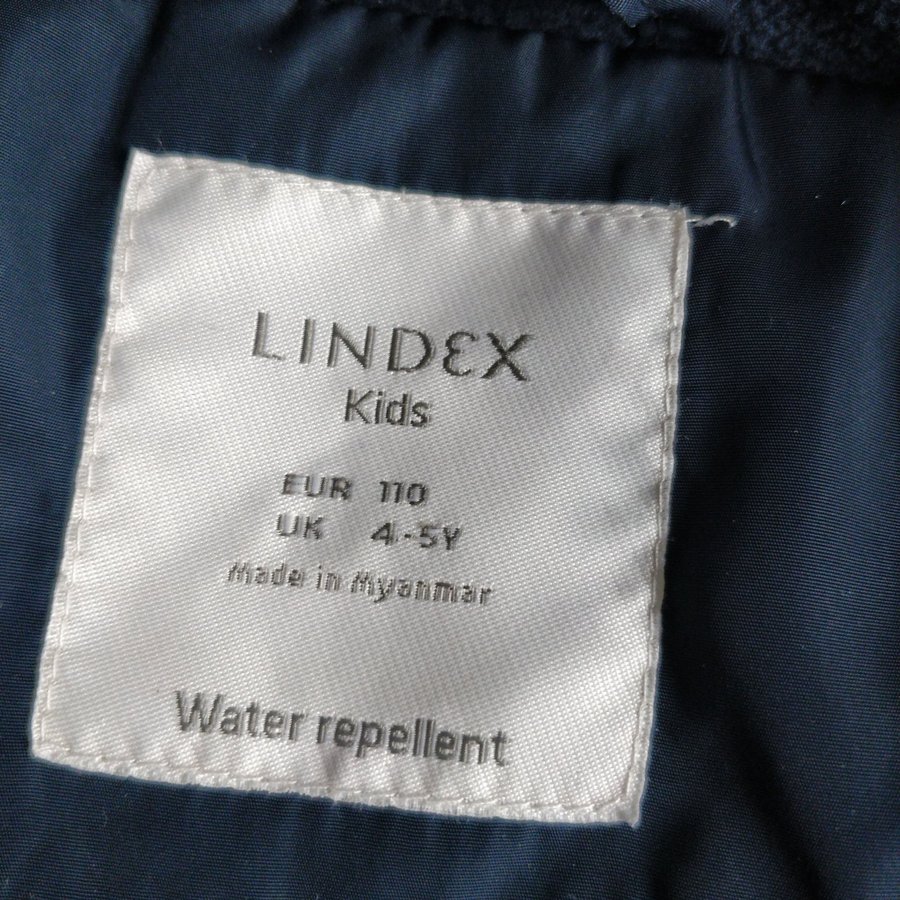 LINDEX
Kids
EUR 110
UK 4-5Y
Made in Myanmar
Water repellent